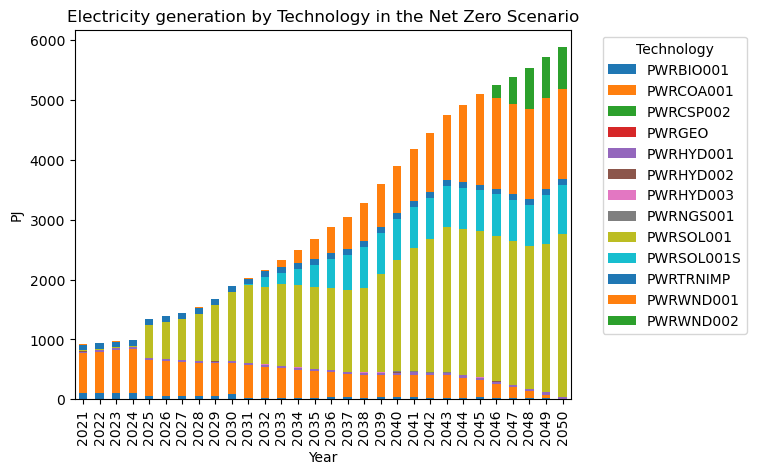 Electricity generation by Technology in the Net Zero Scenario
6000
5000
4000
3000
2000
1000
0
PJ
2021
2022
2023
2024
2025
2026
2027
2028
2029
2030
2031
2032
2033
2034
2035
2036
2037
2038
2039
2040
2041
2042
2043
2044
2045
2046
2047
2048
2049
2050
Year
Technology
PWRBIO001
PWRCOA001
PWRCSP002
PWRGEO
PWRHYD001
PWRHYD002
PWRHYD003
PWRNGS001
PWRSOL001
PWRSOL001S
PWRTRNIMP
PWRWND001
PWRWND002